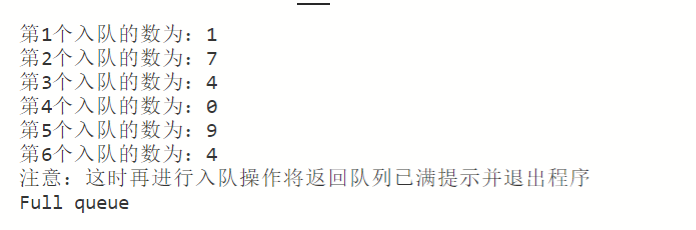 第1个入队的数为: 1
第2个入队的数为: 7
第3个入队的数为: 4
第4个入队的数为: 0
第5个入队的数为: 9
第6个入队的数为: 4
注意: 这时再进行入队操作将返回队列已满提示并退出程序
Full queue